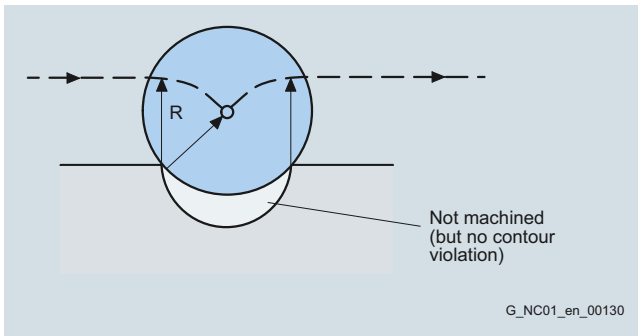 R
Not machined
(but no contour
violation)
G_NC01_en_00130